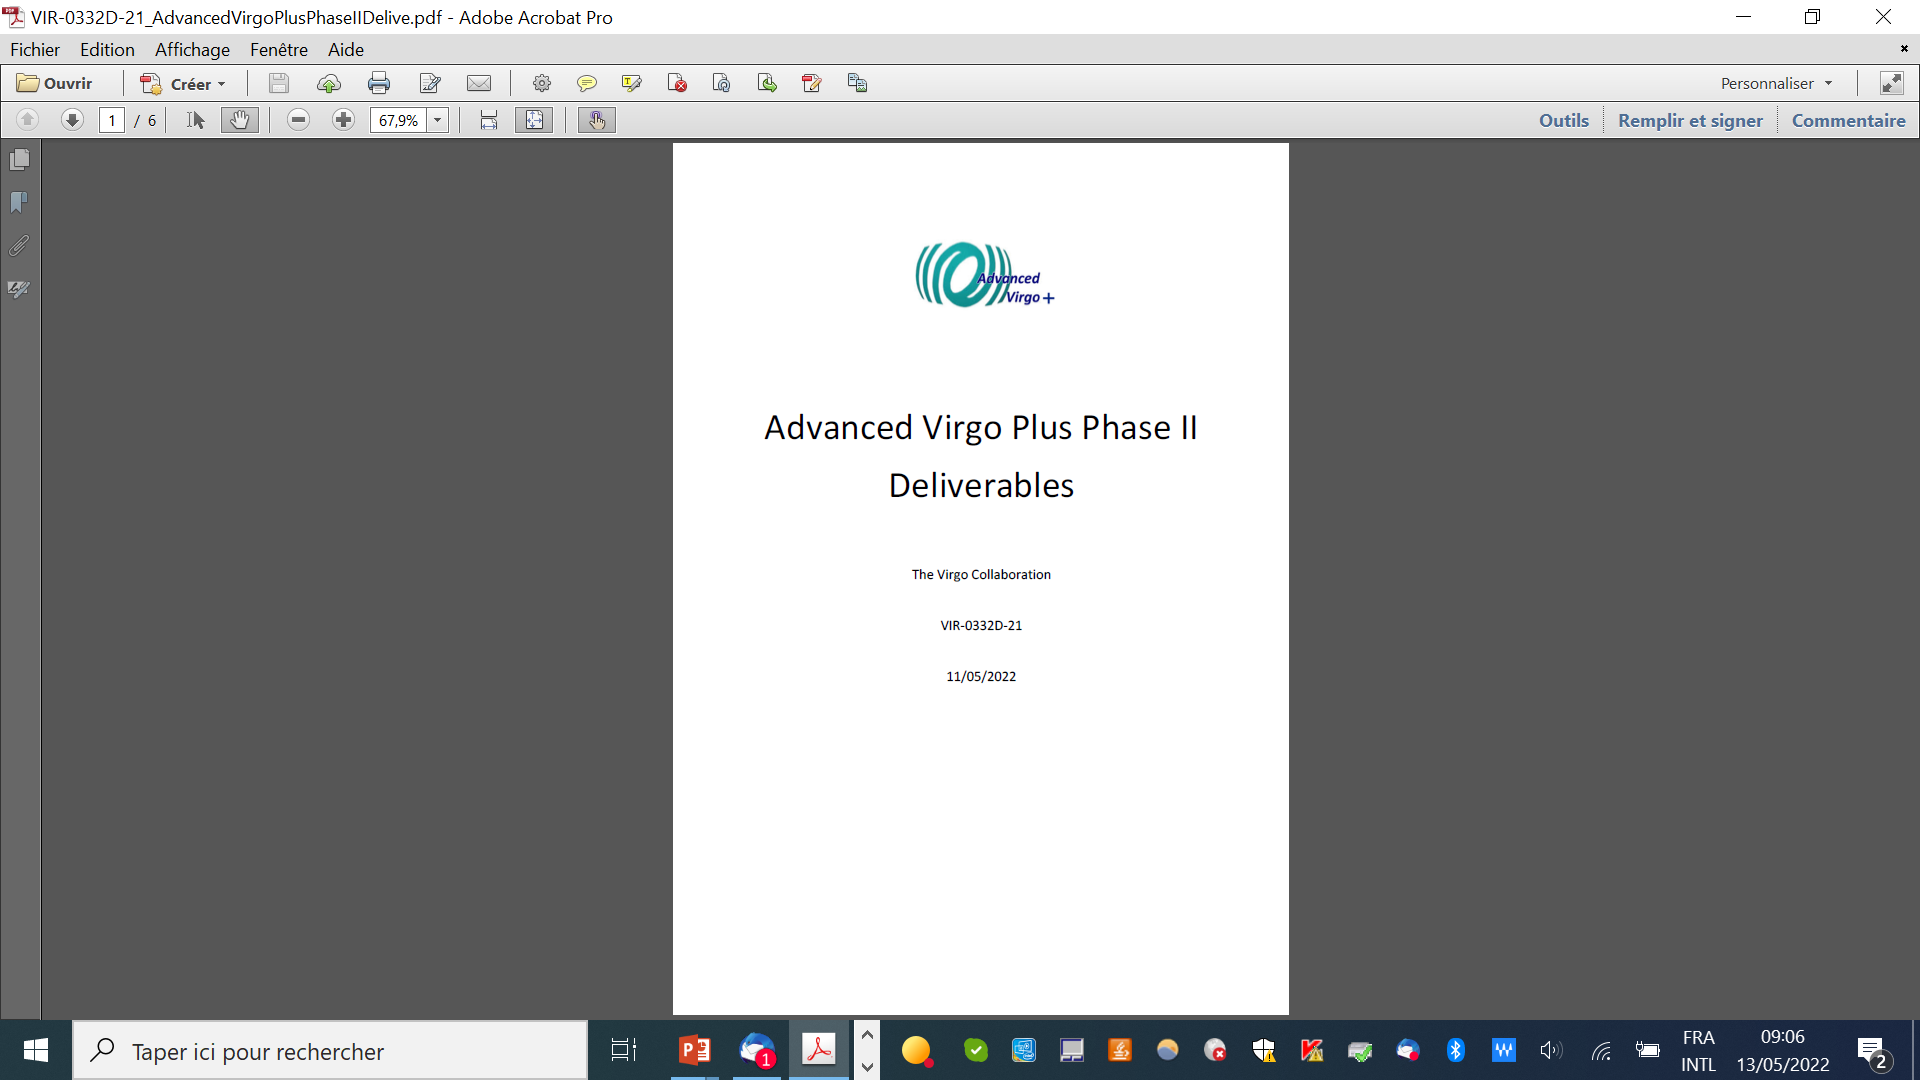 VIR-0332D-21_AdvancedVirgoPlusPhaseIIDelive.pdf - Adobe Acrobat Pro
Fichier Edition Affichage Fenêtre Aide
Ouvrir Créer Personnaliser
1 / 6 67,9% Outils Remplir et signer Commentaire
Advanced
Virgo+
Advanced Virgo Plus Phase II
Deliverables
The Virgo Collaboration
VIR-0332D-21
11/05/2022
Taper ici pour rechercher
1
FRA
INTL
09:06
13/05/2022
2